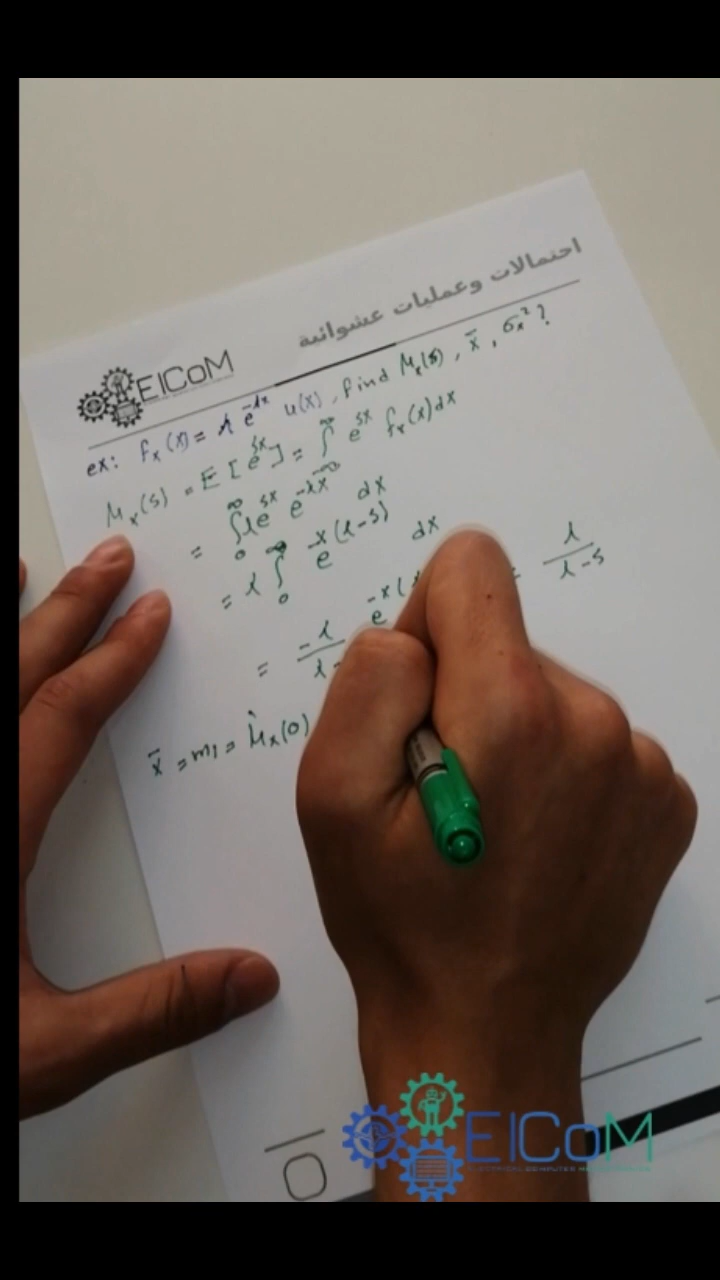 احتمالات وعمليات عشوائية
EICoM
ex: fx(x) = λ e^-λx u(x), find Mx(s), x̄, σx²?
Mx(s) = E[e^sx] = ∫_-∞^∞ e^sx fx(x) dx
= ∫_0^∞ λ e^sx e^-λx dx
= λ ∫_0^∞ e^-x(λ-s) dx
= -λ / λ- e^-x( = λ / λ-s
x̄ = m1 = M̀x(0)
EICoM